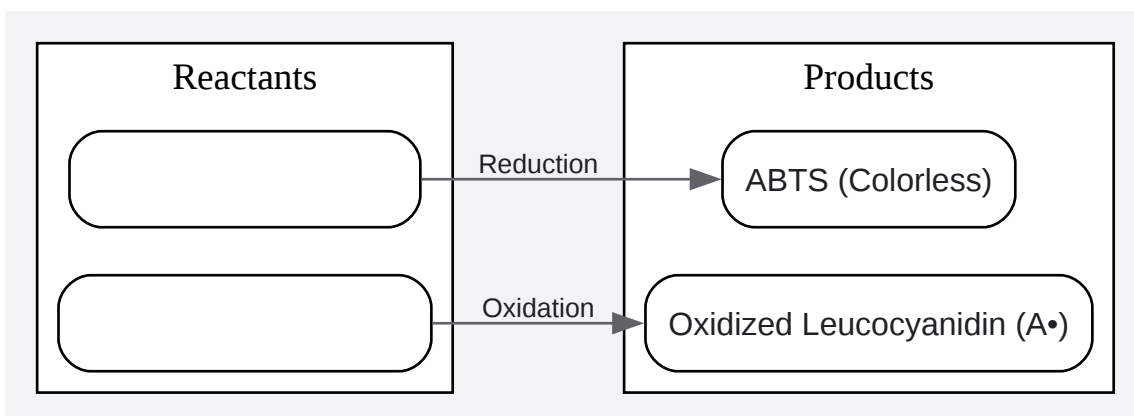 Reactants
Products
Reduction
ABTS (Colorless)
Oxidation
Oxidized Leucocyanidin (A•)